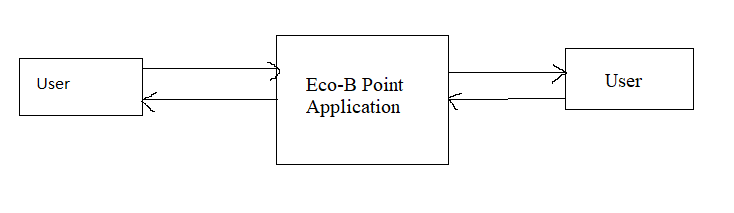 User
Eco-B Point
Application
User